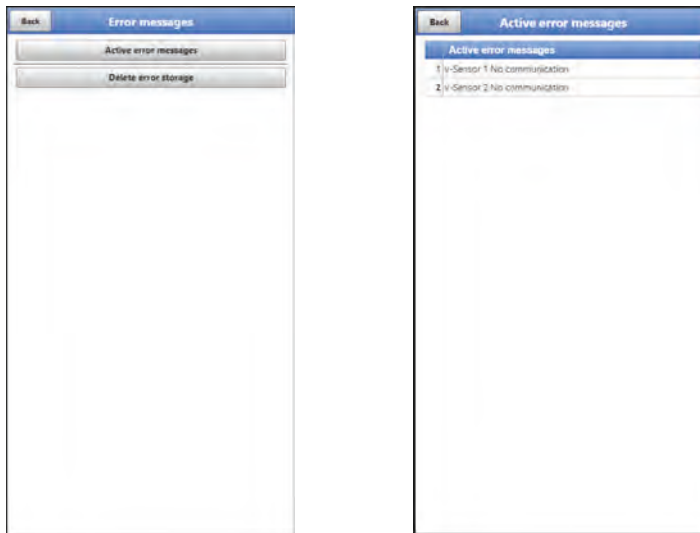 Back Error messages
Active error messages
Delete error storage
Back Active error messages
Active error messages
1 v-Sensor 1 No communication
2 v-Sensor 2 No communication